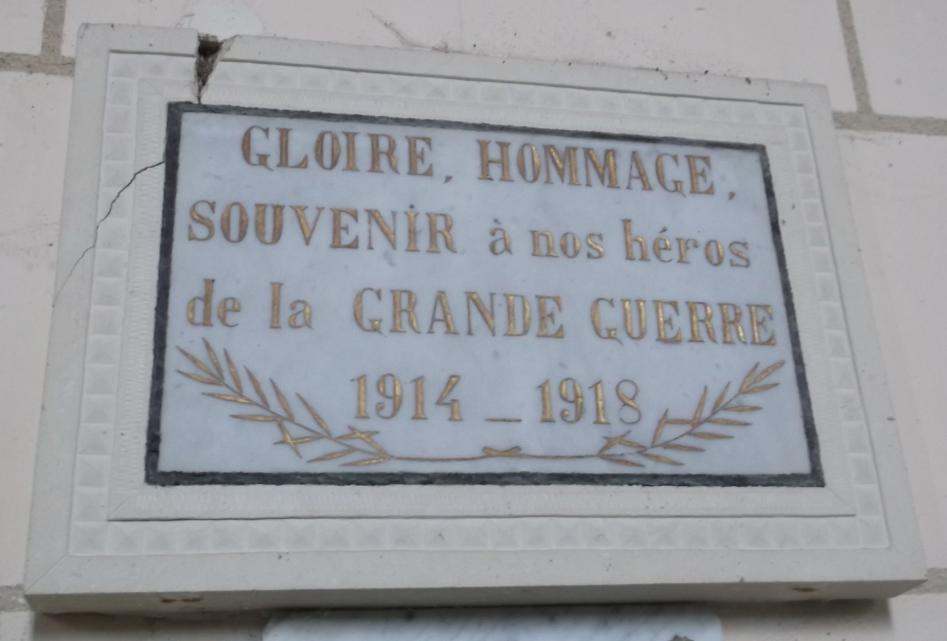 GLOIRE, HOMMAGE,
SOUVENIR à nos héros
de la GRANDE GUERRE
1914 _ 1918